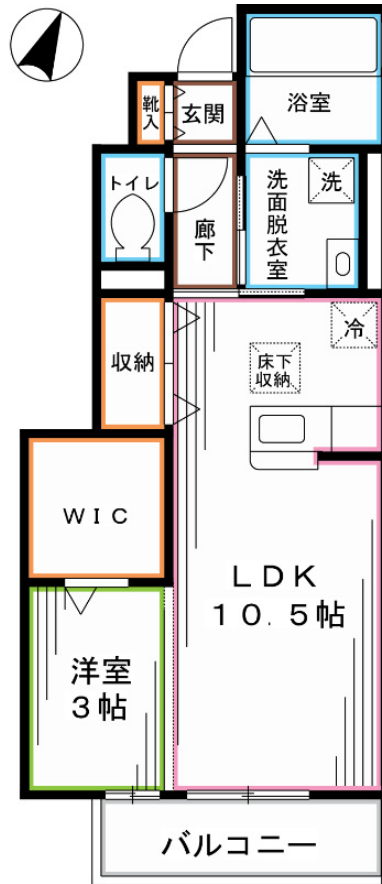 浴室
靴入
玄関
トイレ
廊下
洗面脱衣室
洗
冷
収納
床下
収納
WIC
LDK
10.5帖
洋室
3帖
バルコニー